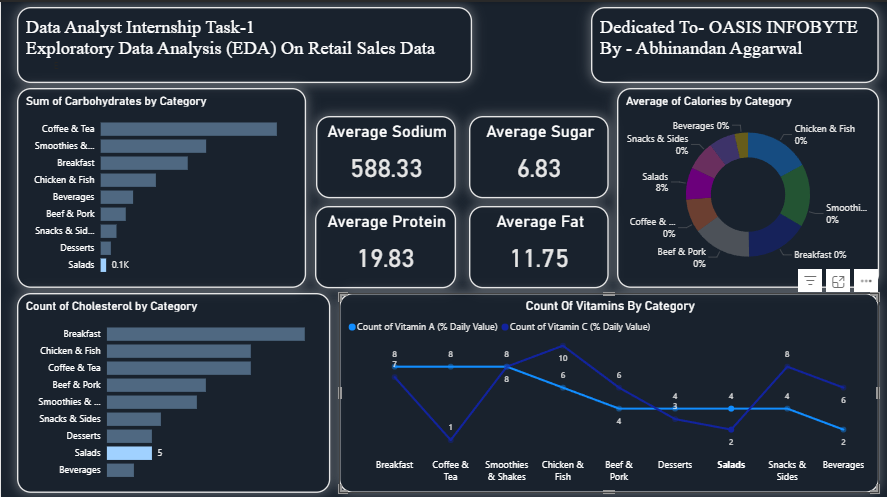 Data Analyst Internship Task-1
Exploratory Data Analysis (EDA) On Retail Sales Data
Dedicated To- OASIS INFOBYTE
By - Abhinandan Aggarwal
Sum of Carbohydrates by Category
Coffee & Tea
Smoothies &...
Breakfast
Chicken & Fish
Beverages
Beef & Pork
Snacks & Sid...
Desserts
Salads 0.1K
Average Sodium
588.33
Average Sugar
6.83
Average Protein
19.83
Average Fat
11.75
Average of Calories by Category
Beverages 0%
Chicken & Fish
0%
Snacks & Sides
0%
Salads
8%
Smoothi...
0%
Coffee & ...
0%
Beef & Pork
0%
Breakfast 0%
Count of Cholesterol by Category
Breakfast
Chicken & Fish
Coffee & Tea
Beef & Pork
Smoothies & ...
Snacks & Sides
Desserts
Salads 5
Beverages
Count Of Vitamins By Category
Count of Vitamin A (% Daily Value) Count of Vitamin C (% Daily Value)
8 8 8 6 4 4 4 4 2
7 1 8 10 6 3 2 8 6
Breakfast
Coffee &
Tea
Smoothies
& Shakes
Chicken &
Fish
Beef &
Pork
Desserts
Salads
Snacks &
Sides
Beverages